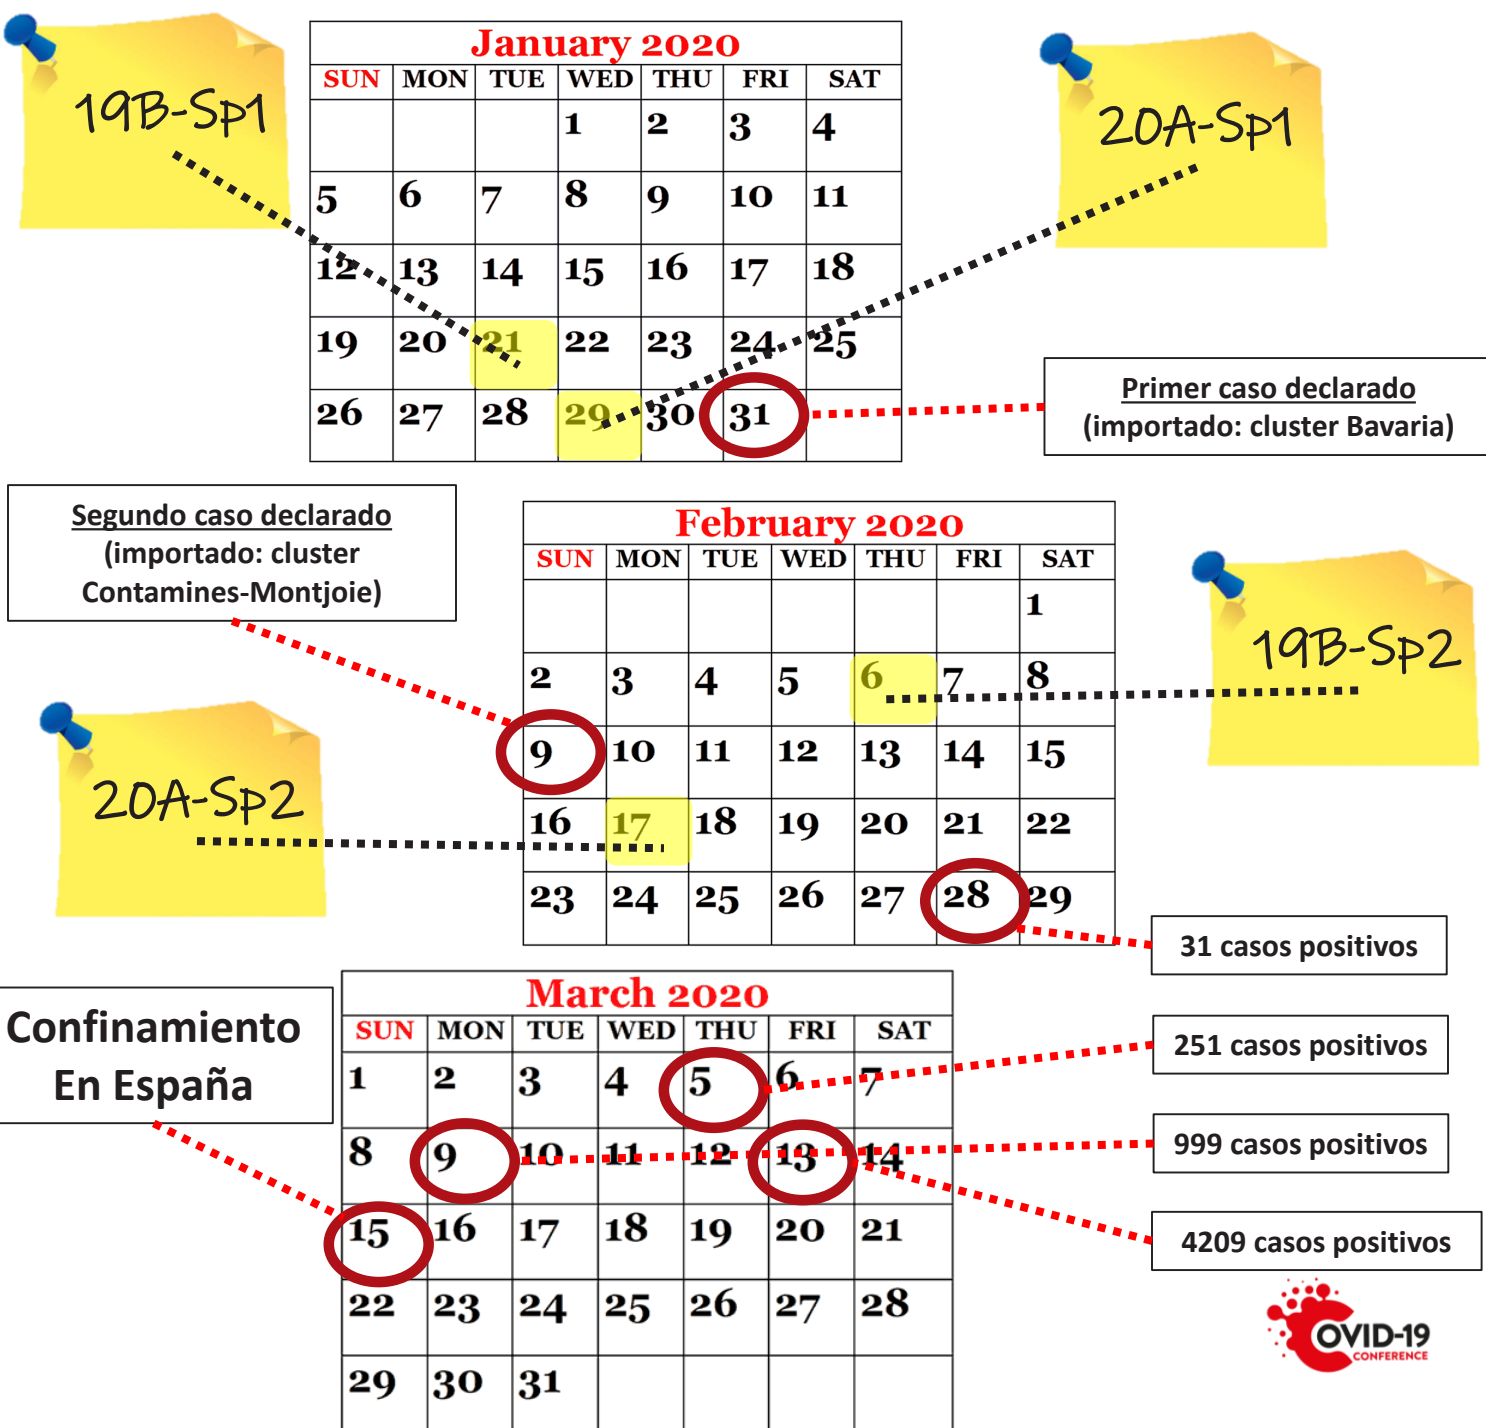 19B-Sp1
20A-Sp1
January 2020
SUN MON TUE WED THU FRI SAT
1 2 3 4
5 6 7 8 9 10 11
12 13 14 15 16 17 18
19 20 21 22 23 24 25
26 27 28 29 30 31
Primer caso declarado
(importado: cluster Bavaria)
Segundo caso declarado
(importado: cluster
Contamines-Montjoie)
February 2020
SUN MON TUE WED THU FRI SAT
1
2 3 4 5 6 7 8
9 10 11 12 13 14 15
16 17 18 19 20 21 22
23 24 25 26 27 28 29
19B-Sp2
20A-Sp2
31 casos positivos
Confinamiento
En España
March 2020
SUN MON TUE WED THU FRI SAT
1 2 3 4 5 6 7
8 9 10 11 12 13 14
15 16 17 18 19 20 21
22 23 24 25 26 27 28
29 30 31
251 casos positivos
999 casos positivos
4209 casos positivos
COVID-19
CONFERENCE